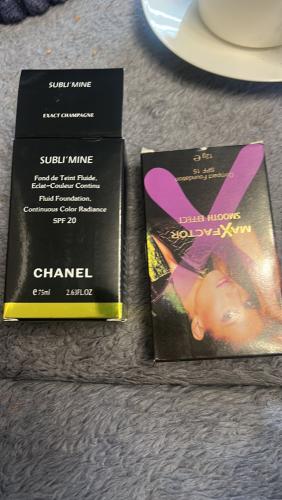 SUBLI'MINE
EXACT CHAMPAGNE
SUBLI'MINE
Fond de Teint Fluide,
Eclat-Couleur Continu
Fluid Foundation,
Continuous Color Radiance
SPF 20
CHANEL
e 75ml 2.63FL.OZ
MAXFACTOR
SMOOTH EFFECT
Compact Foundation
SPF 15
12g e